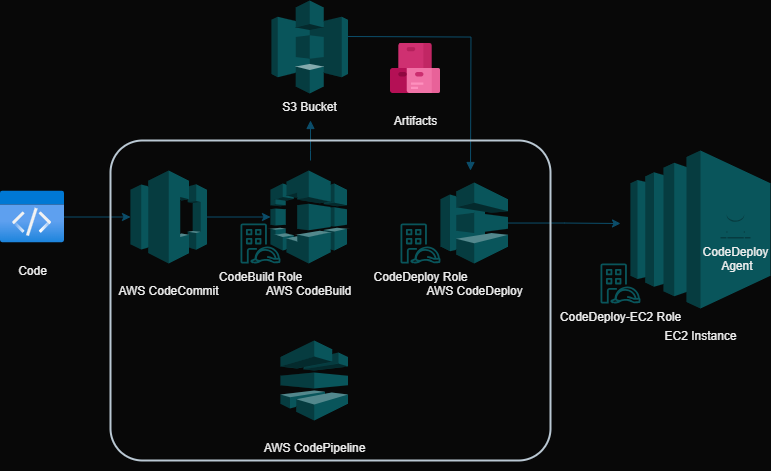 S3 Bucket
Artifacts
Code
AWS CodeCommit
CodeBuild Role
AWS CodeBuild
CodeDeploy Role
AWS CodeDeploy
CodeDeploy
Agent
CodeDeploy-EC2 Role
EC2 Instance
AWS CodePipeline